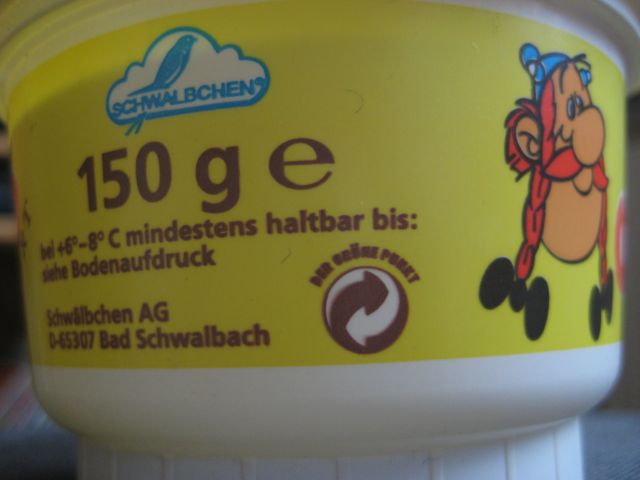 SCHWÄLBCHEN
150 g e
bei +6°-8° C mindestens haltbar bis:
siehe Bodenaufdruck
Schwälbchen AG
D-65307 Bad Schwalbach
DER GRÜNE PUNKT